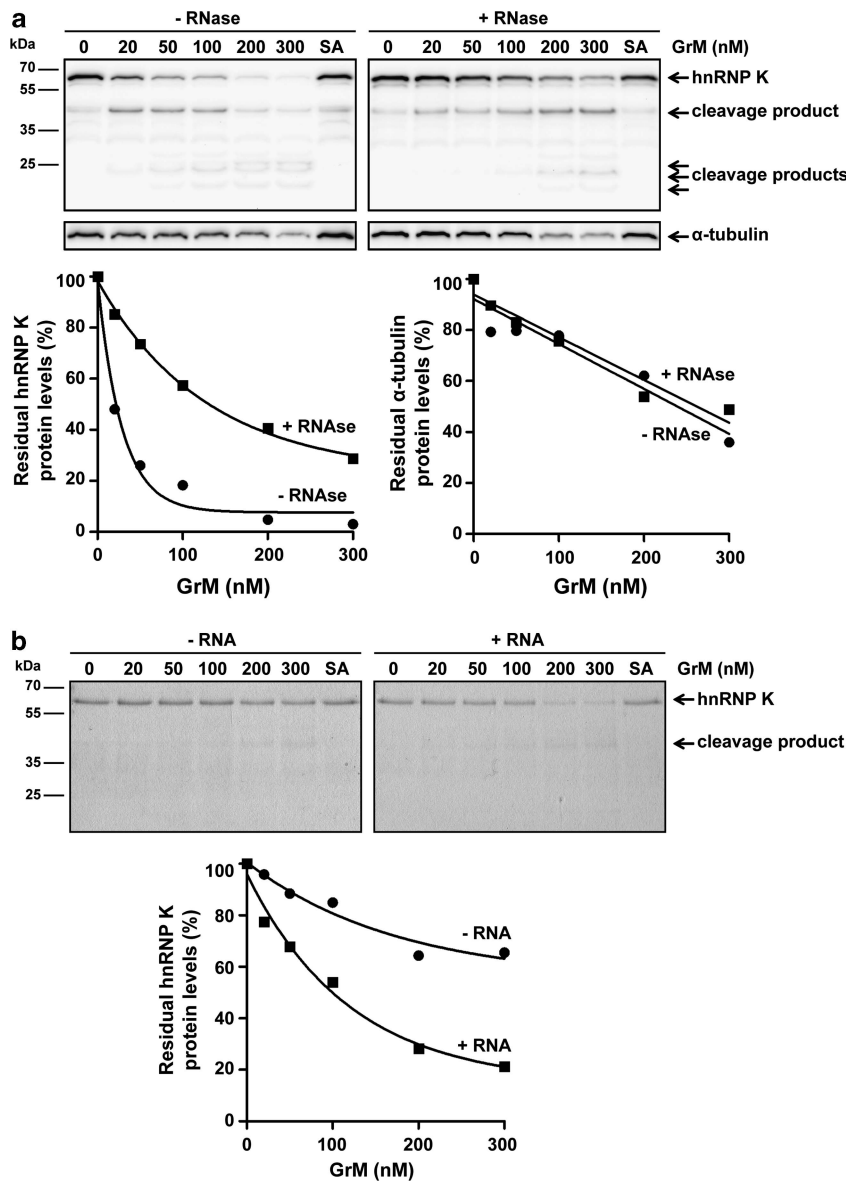 a
- RNase + RNase
kDa 0 20 50 100 200 300 SA 0 20 50 100 200 300 SA GrM (nM)
70
55
35
25
hnRNP K
cleavage product
cleavage products
α-tubulin
Residual hnRNP K protein levels (%)
100
80
60
40
20
0
+ RNAse
- RNAse
0 100 200 300
GrM (nM)
Residual α-tubulin protein levels (%)
100
80
60
40
20
0
+ RNAse
- RNAse
0 100 200 300
GrM (nM)
b
- RNA + RNA
kDa 0 20 50 100 200 300 SA 0 20 50 100 200 300 SA GrM (nM)
70
55
35
25
hnRNP K
cleavage product
Residual hnRNP K protein levels (%)
100
80
60
40
20
0
- RNA
+ RNA
0 100 200 300
GrM (nM)